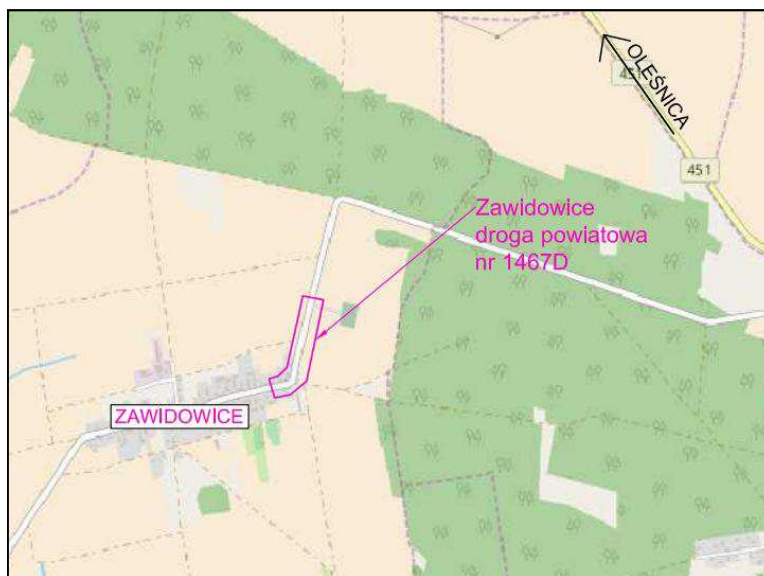 OLEŚNICA
451
451
Zawidowice
droga powiatowa
nr 1467D
ZAWIDOWICE